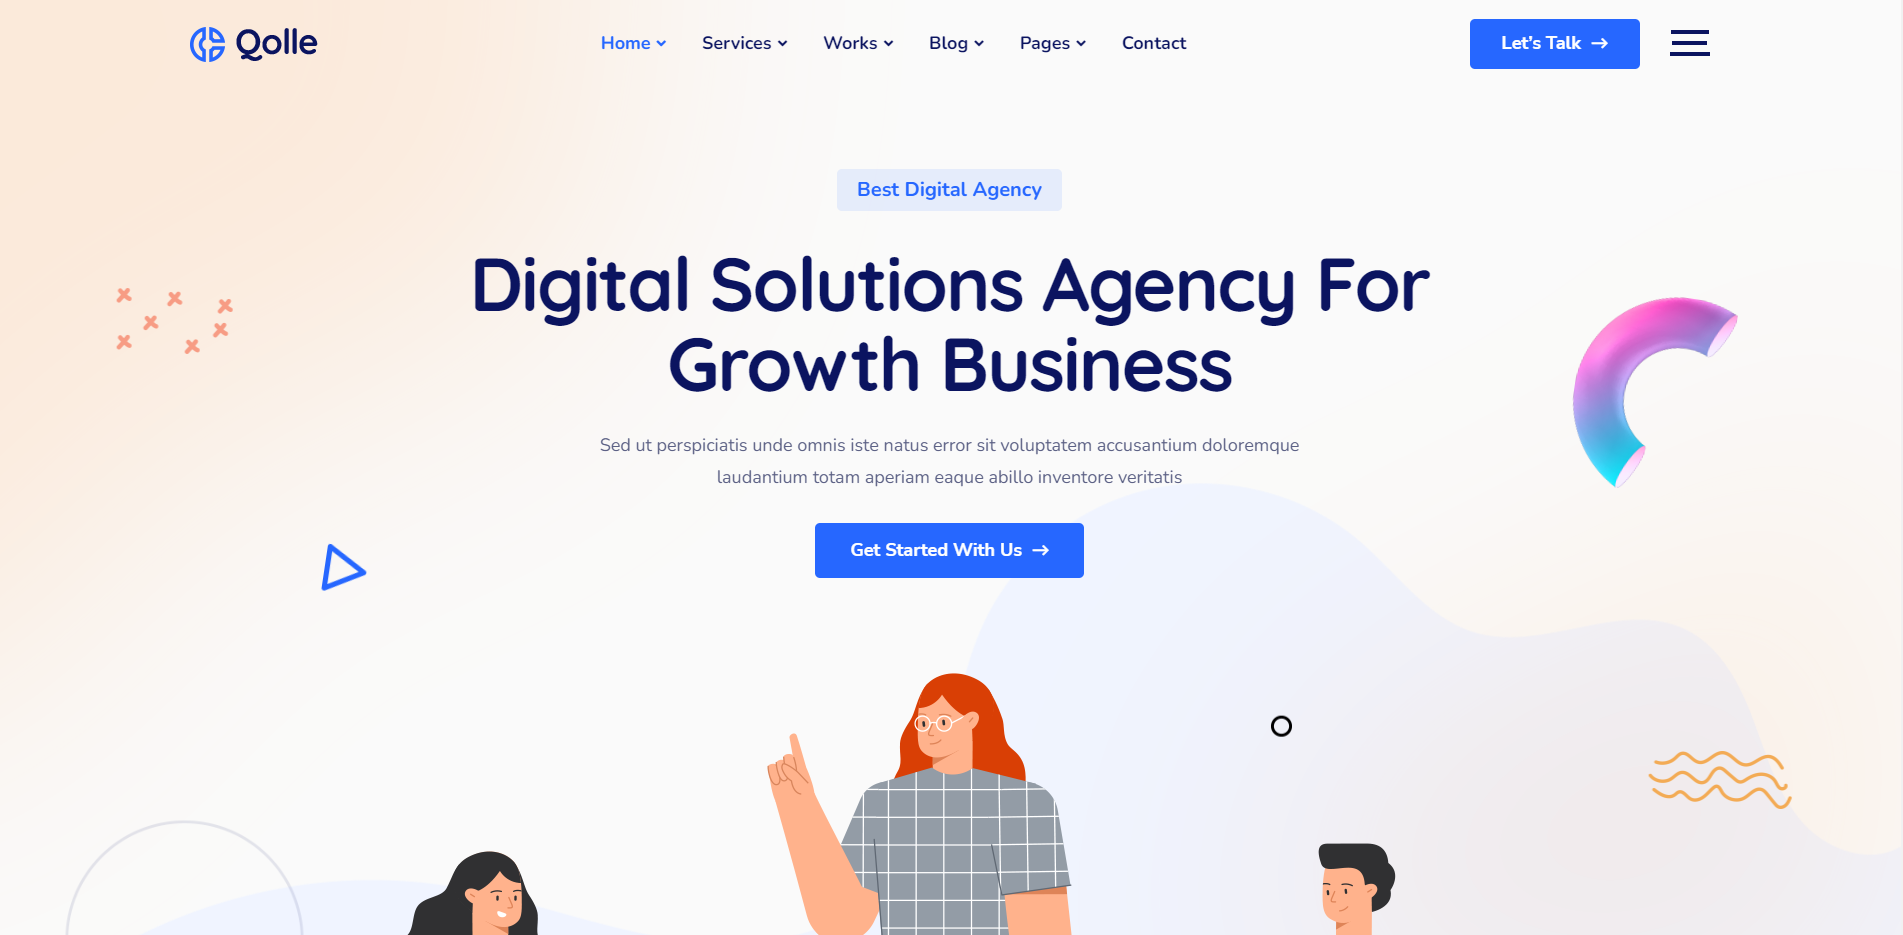 Qolle
Home
Services
Works
Blog
Pages
Contact
Let's Talk
Best Digital Agency
Digital Solutions Agency For
Growth Business
Sed ut perspiciatis unde omnis iste natus error sit voluptatem accusantium doloremque
laudantium totam aperiam eaque abillo inventore veritatis
Get Started With Us